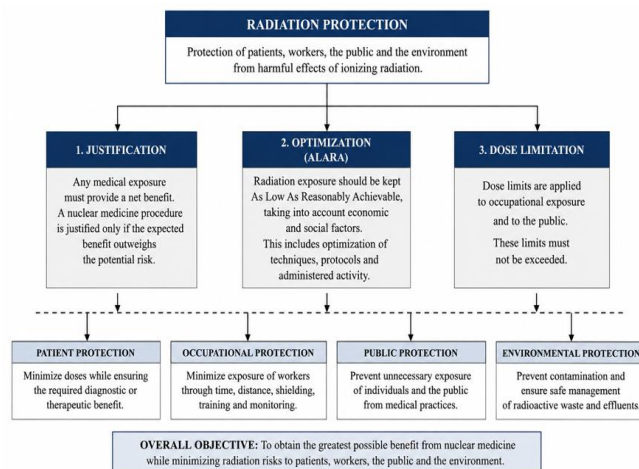 RADIATION PROTECTION
Protection of patients, workers, the public and the environment
from harmful effects of ionizing radiation.
1. JUSTIFICATION
Any medical exposure
must provide a net benefit.
A nuclear medicine procedure
is justified only if the expected
benefit outweighs
the potential risk.
2. OPTIMIZATION
(ALARA)
Radiation exposure should be kept
As Low As Reasonably Achievable,
taking into account economic
and social factors.
This includes optimization of
techniques, protocols and
administered activity.
3. DOSE LIMITATION
Dose limits are applied
to occupational exposure
and to the public.
These limits must
not be exceeded.
PATIENT PROTECTION
Minimize doses while ensuring
the required diagnostic or
therapeutic benefit.
OCCUPATIONAL PROTECTION
Minimize exposure of workers
through time, distance, shielding,
training and monitoring.
PUBLIC PROTECTION
Prevent unnecessary exposure
of individuals and the public
from medical practices.
ENVIRONMENTAL PROTECTION
Prevent contamination and
ensure safe management
of radioactive waste and effluents.
OVERALL OBJECTIVE: To obtain the greatest possible benefit from nuclear medicine
while minimizing radiation risks to patients, workers, the public and the environment.